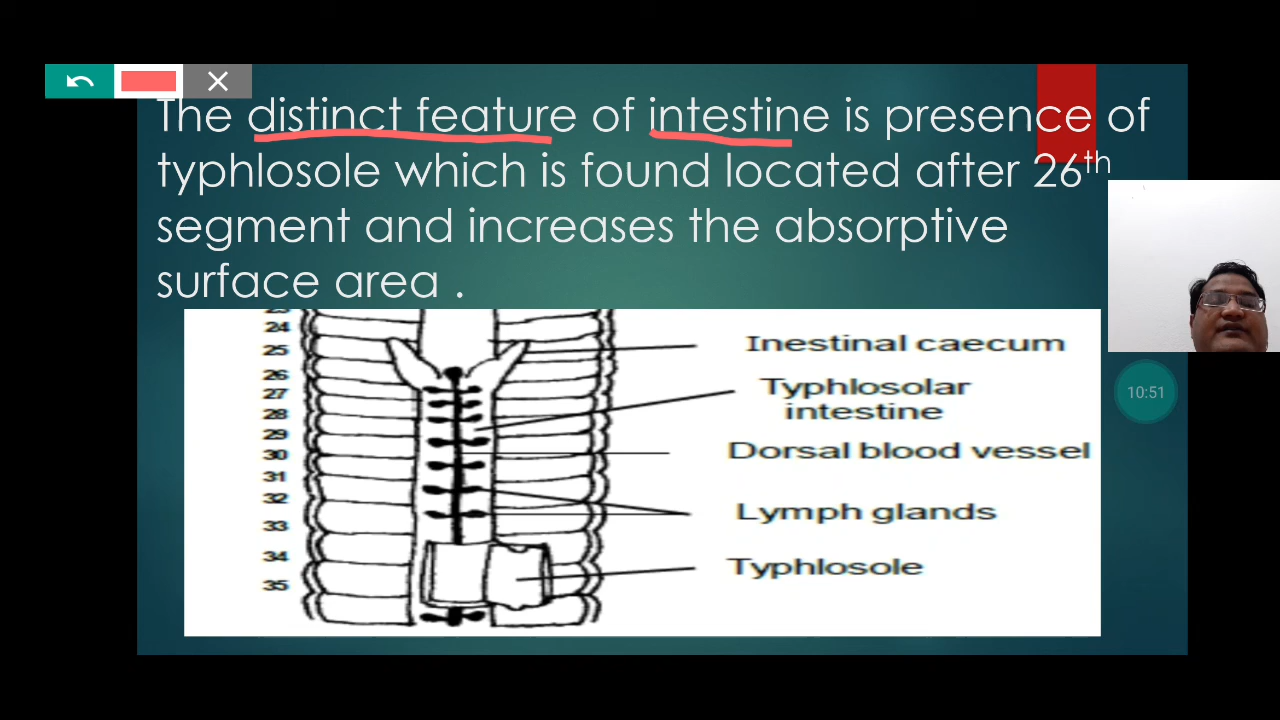 The distinct feature of intestine is presence of
typhlosole which is found located after 26th
segment and increases the absorptive
surface area .
24
25
26
27
28
29
30
31
32
33
34
35
Inestinal caecum
Typhlosolar
intestine
Dorsal blood vessel
Lymph glands
Typhlosole
10:51